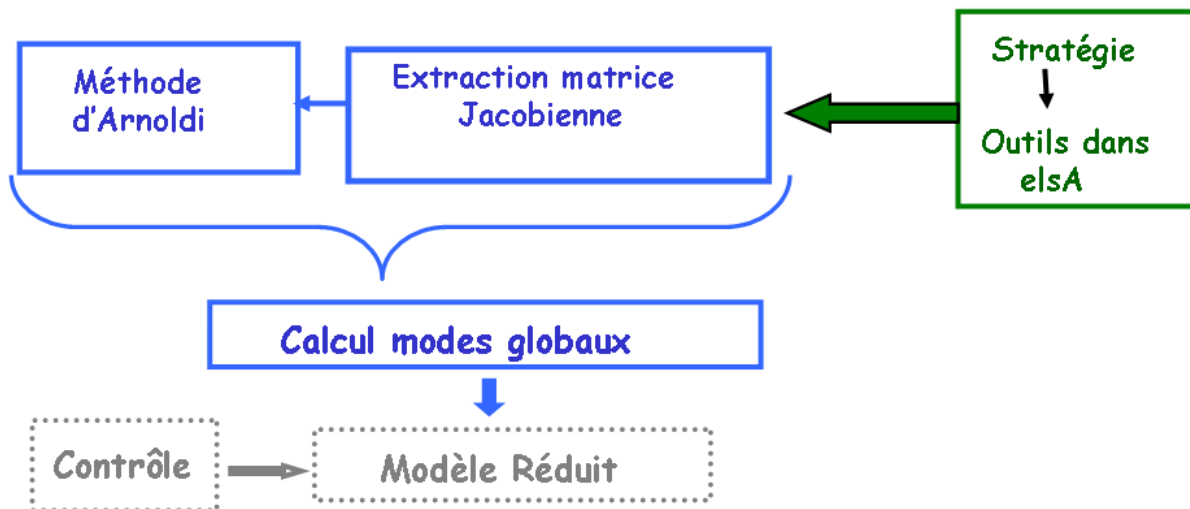 Méthode
d'Arnoldi
Extraction matrice
Jacobienne
Stratégie
Outils dans
elsA
Calcul modes globaux
Contrôle
Modèle Réduit